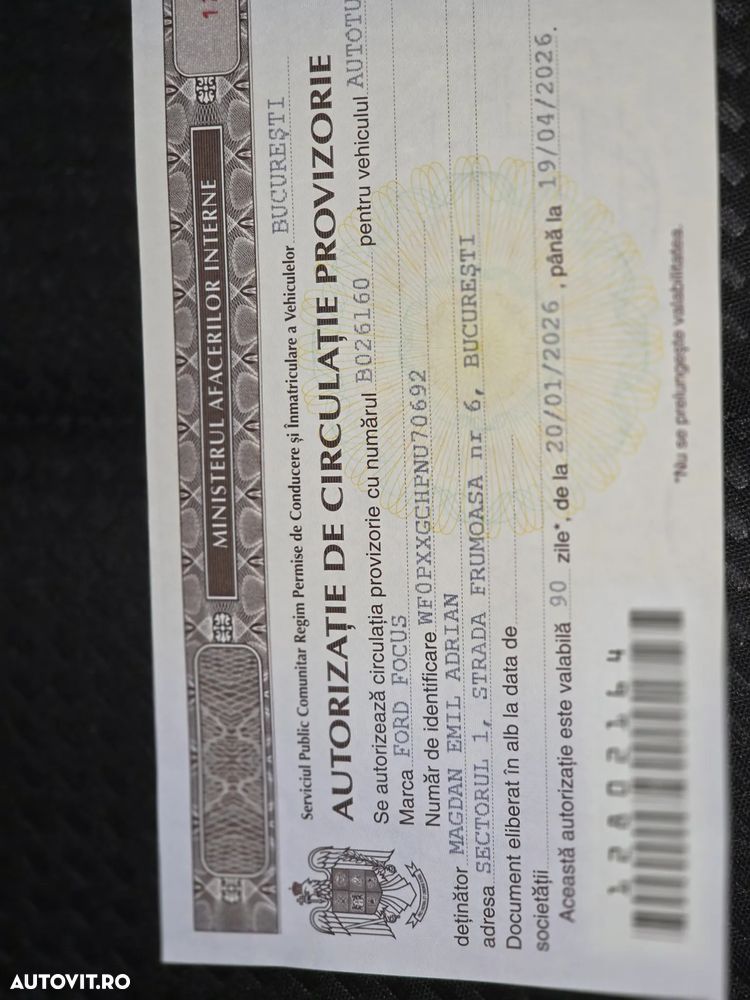 MINISTERUL AFACERILOR INTERNE
Serviciul Public Comunitar Regim Permise de Conducere și Înmatriculare a Vehiculelor BUCUREȘTI
AUTORIZAȚIE DE CIRCULAȚIE PROVIZORIE
Se autorizează circulația provizorie cu numărul B026160 pentru vehiculul AUTOTU
Marca FORD FOCUS
Număr de identificare WF0PXXGCHPNU70692
deținător MAGDAN EMIL ADRIAN
adresa SECTORUL 1, STRADA FRUMOASA nr 6, BUCUREȘTI
Document eliberat în alb la data de
societății
Această autorizație este valabilă 90 zile*, de la 20/01/2026, până la 19/04/2026.
12802164
*Nu se prelungește valabilitatea.
AUTOVIT.RO